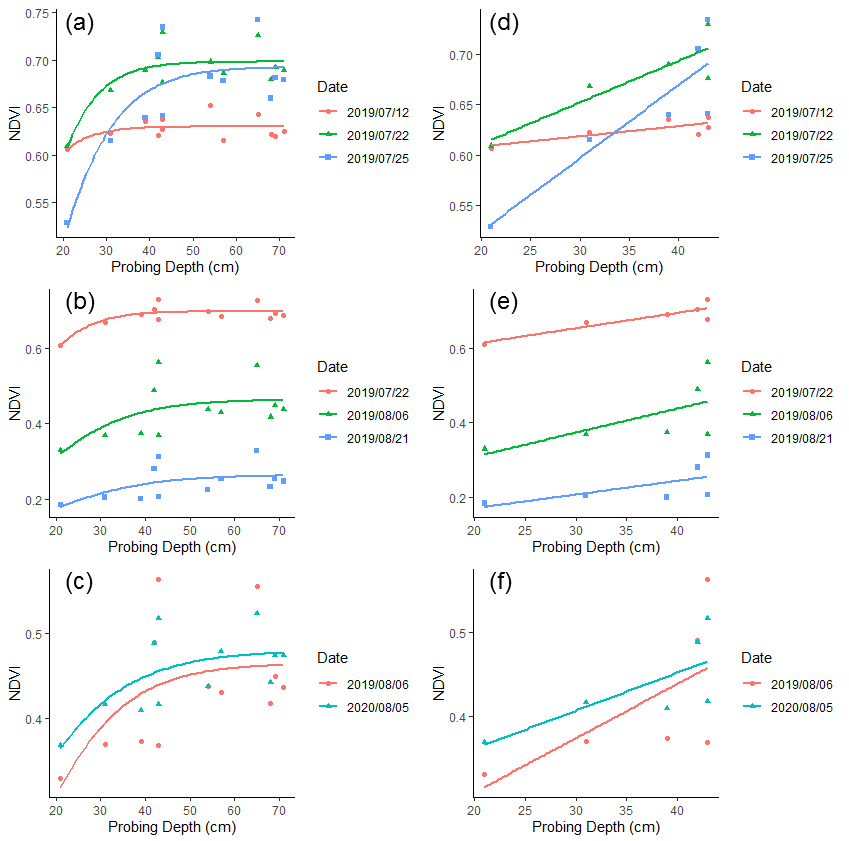 (a)
NDVI
0.75
0.70
0.65
0.60
0.55
20 30 40 50 60 70
Probing Depth (cm)
Date
2019/07/12
2019/07/22
2019/07/25
(d)
NDVI
0.70
0.65
0.60
0.55
20 25 30 35 40
Probing Depth (cm)
Date
2019/07/12
2019/07/22
2019/07/25
(b)
NDVI
0.6
0.4
0.2
20 30 40 50 60 70
Probing Depth (cm)
Date
2019/07/22
2019/08/06
2019/08/21
(e)
NDVI
0.6
0.4
0.2
20 25 30 35 40
Probing Depth (cm)
Date
2019/07/22
2019/08/06
2019/08/21
(c)
NDVI
0.5
0.4
20 30 40 50 60 70
Probing Depth (cm)
Date
2019/08/06
2020/08/05
(f)
NDVI
0.5
0.4
20 25 30 35 40
Probing Depth (cm)
Date
2019/08/06
2020/08/05